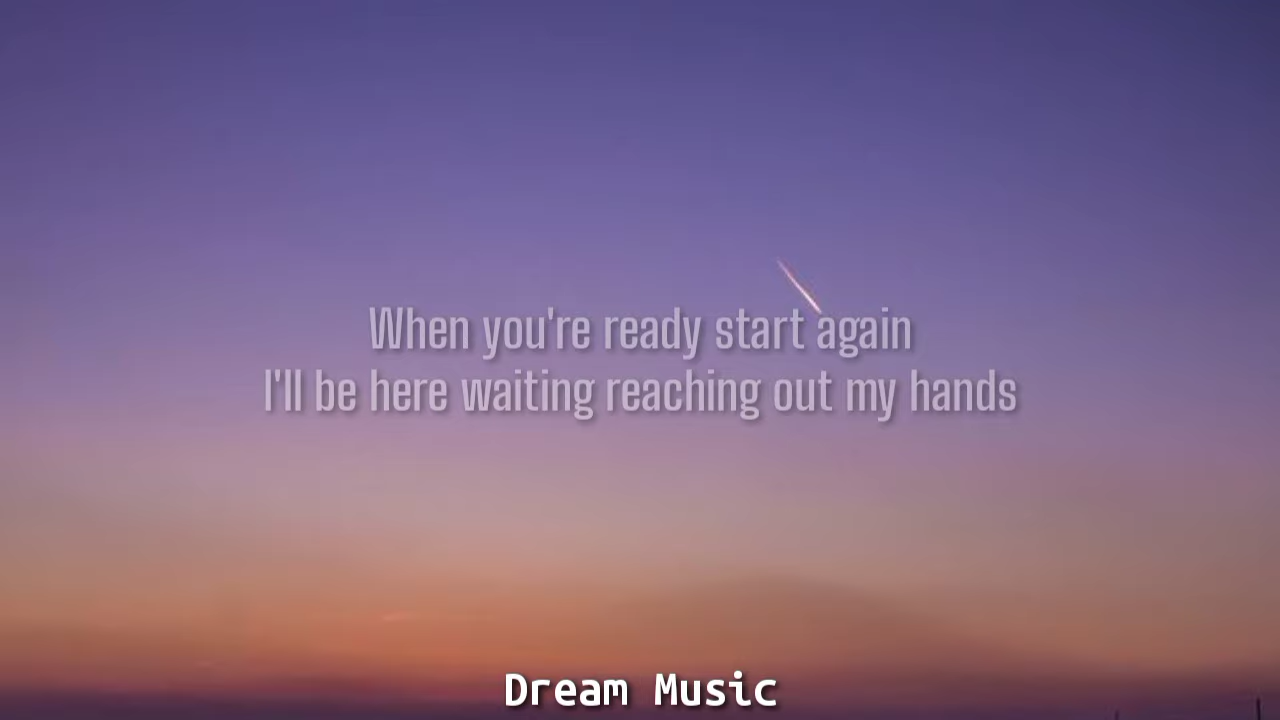 When you're ready start again
I'll be here waiting reaching out my hands
Dream Music